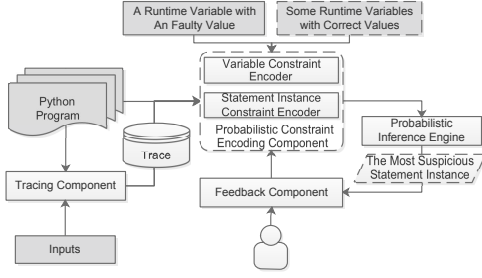 A Runtime Variable with
An Faulty Value
Some Runtime Variables
with Correct Values
Variable Constraint
Encoder
Statement Instance
Constraint Encoder
Probabilistic Constraint
Encoding Component
Python
Program
Trace
Probabilistic
Inference Engine
The Most Suspicious
Statement Instance
Tracing Component
Feedback Component
Inputs